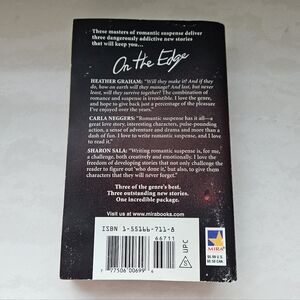 These masters of romantic suspense deliver
three dangerously addictive new stories
that will keep you…
On the Edge
HEATHER GRAHAM: "Will they make it? And if they
do, how on earth will they manage? And last, but never
least, will they survive together? The combination of
romance and suspense is irresistible. I love the genre,
and hope to give back just a percentage of the pleasure
I've enjoyed over the years."
CARLA NEGGERS: "Romantic suspense has it all—a
great love story, interesting characters, pulse-pounding
action, a sense of adventure and drama and more than a
dash of fun. I love to write romantic suspense, and I love
to read it."
SHARON SALA: "Writing romantic suspense is, for me,
a challenge, both creatively and emotionally. I love the
freedom of developing stories that not only challenge the
reader to figure out 'who done it,' but also, to give them
characters that they will never forget."
Three of the genre's best.
Three outstanding new stories.
One incredible package.
Visit us at www.mirabooks.com
ISBN 1-55166-711-8
66711
UPC
S
7 77506 00699 6
MIRA
$6.99 U.S.